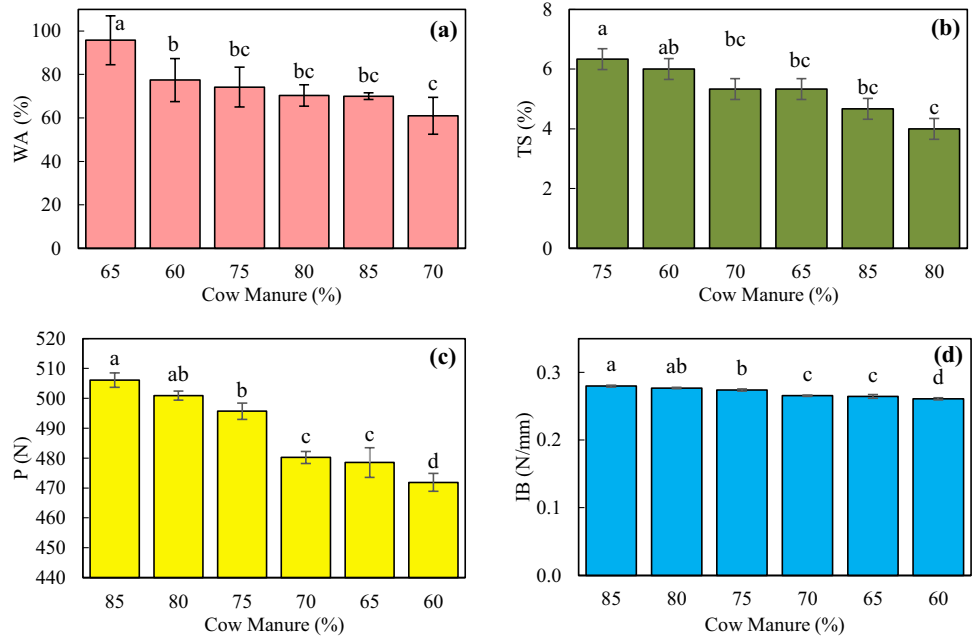 (a)
WA (%)
100
80
60
40
20
0
a
b
bc
bc
bc
c
65 60 75 80 85 70
Cow Manure (%)
(b)
TS (%)
8
6
4
2
0
a
ab
bc
bc
bc
c
75 60 70 65 85 80
Cow Manure (%)
(c)
P (N)
520
510
500
490
480
470
460
450
440
a
ab
b
c
c
d
85 80 75 70 65 60
Cow Manure (%)
(d)
IB (N/mm)
0.3
0.2
0.1
0.0
a
ab
b
c
c
d
85 80 75 70 65 60
Cow Manure (%)